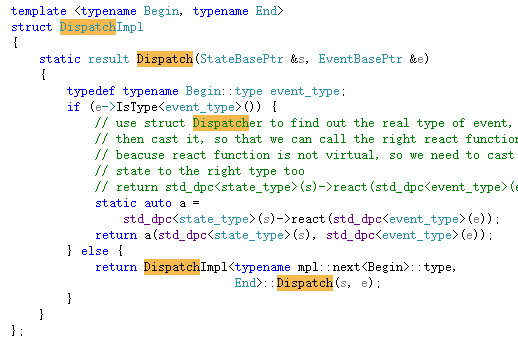 template <typename Begin, typename End>
struct DispatchImpl
{
    static result Dispatch(StateBasePtr &s, EventBasePtr &e)
    {
        typedef typename Begin::type event_type;
        if (e->IsType<event_type>()) {
            // use struct Dispatcher to find out the real type of event,
            // then cast it, so that we can call the right react function
            // beacuse react function is not virtual, so we need to cast
            // state to the right type too
            // return std_dpc<state_type>(s)->react(std_dpc<event_type>(e
            static auto a =
                std_dpc<state_type>(s)->react(std_dpc<event_type>(e));
            return a(std_dpc<state_type>(s), std_dpc<event_type>(e));
        } else {
            return DispatchImpl<typename mpl::next<Begin>::type,
                                End>::Dispatch(s, e);
        }
    }
};